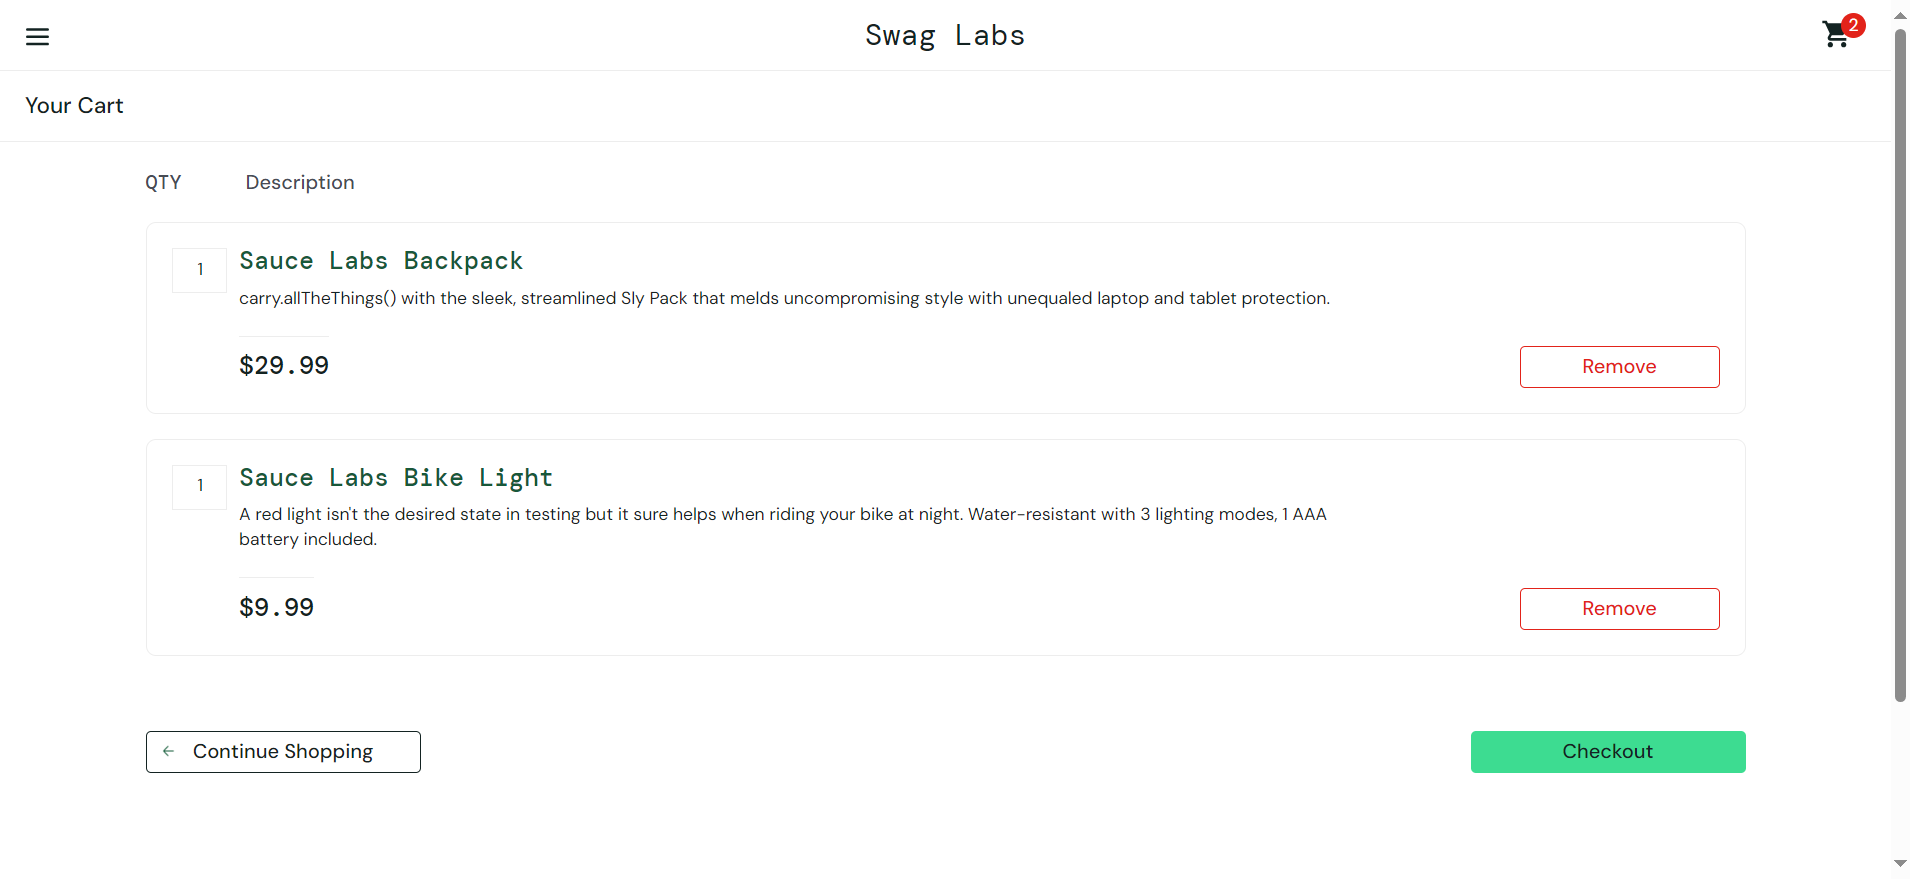 Swag Labs
2
Your Cart
QTY Description
1
Sauce Labs Backpack
carry.allTheThings() with the sleek, streamlined Sly Pack that melds uncompromising style with unequaled laptop and tablet protection.
$29.99
Remove
1
Sauce Labs Bike Light
A red light isn't the desired state in testing but it sure helps when riding your bike at night. Water-resistant with 3 lighting modes, 1 AAA
battery included.
$9.99
Remove
Continue Shopping
Checkout